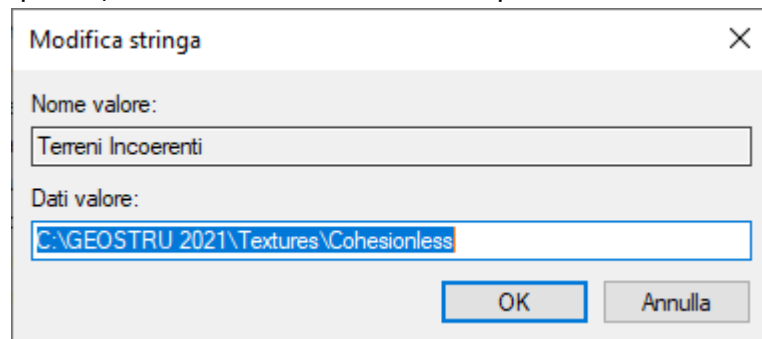 Modifica stringa
Nome valore:
Terreni Incoerenti
Dati valore:
C:\GEOSTRU 2021\Textures\Cohesionless
OK Annulla